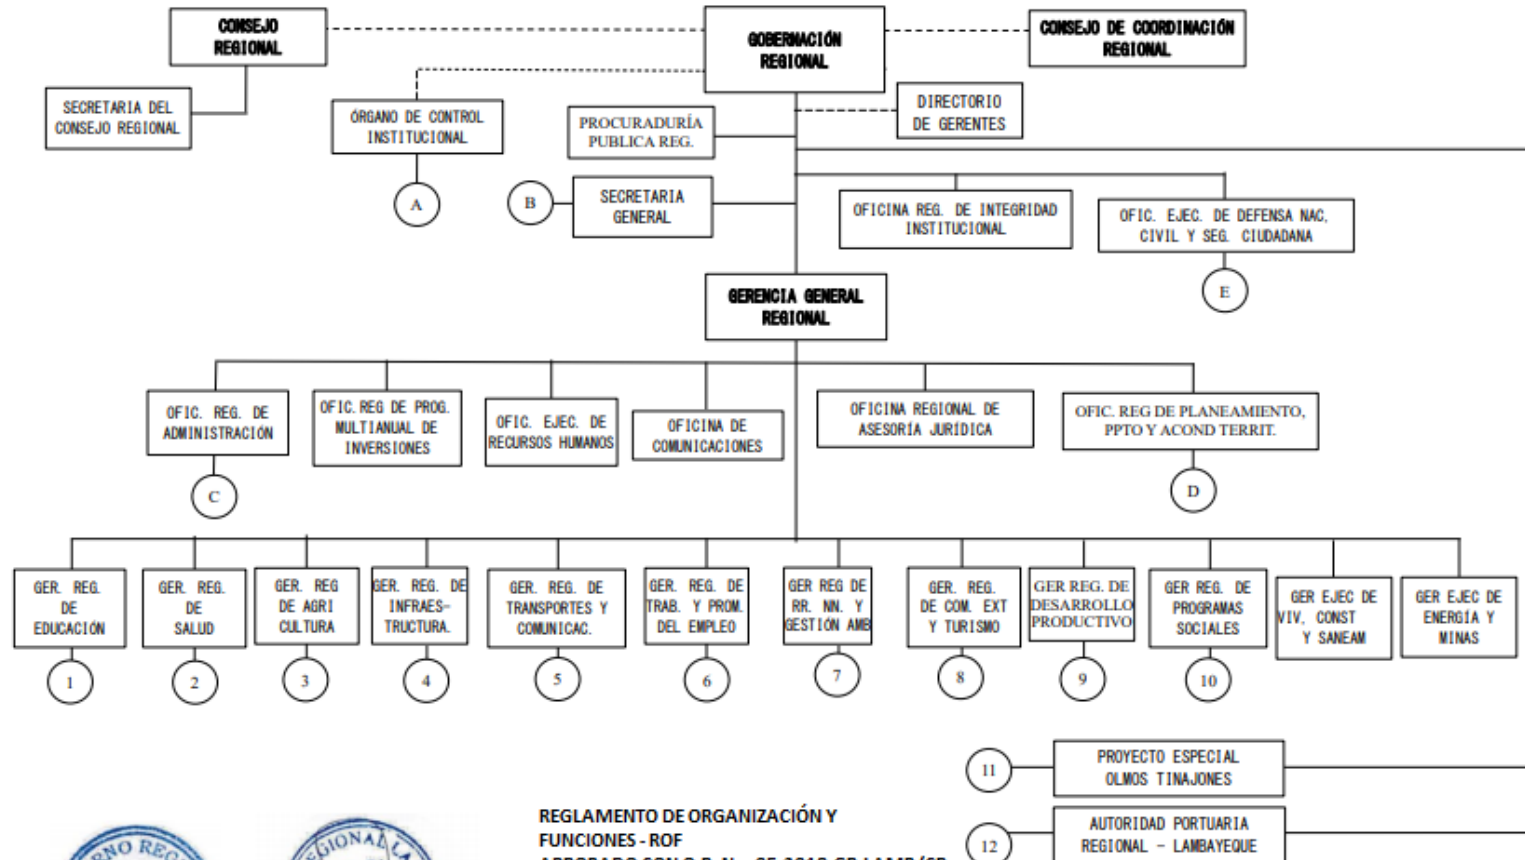 CONSEJO
REGIONAL
GOBERNACIÓN
REGIONAL
CONSEJO DE COORDINACIÓN
REGIONAL
SECRETARIA DEL
CONSEJO REGIONAL
ÓRGANO DE CONTROL
INSTITUCIONAL
PROCURADURÍA
PUBLICA REG.
DIRECTORIO
DE GERENTES
A
B
SECRETARIA
GENERAL
OFICINA REG. DE INTEGRIDAD
INSTITUCIONAL
OFIC. EJEC. DE DEFENSA NAC,
CIVIL Y SEG. CIUDADANA
E
GERENCIA GENERAL
REGIONAL
OFIC. REG. DE
ADMINISTRACIÓN
OFIC. REG DE PROG.
MULTIANUAL DE
INVERSIONES
OFIC. EJEC. DE
RECURSOS HUMANOS
OFICINA DE
COMUNICACIONES
OFICINA REGIONAL DE
ASESORÍA JURÍDICA
OFIC. REG DE PLANEAMIENTO,
PPTO Y ACOND TERRIT.
C
D
GER. REG.
DE
EDUCACIÓN
GER. REG.
DE
SALUD
GER. REG
DE AGRI
CULTURA
GER. REG. DE
INFRAES-
TRUCTURA.
GER. REG. DE
TRANSPORTES Y
COMUNICAC.
GER. REG. DE
TRAB. Y PROM.
DEL EMPLEO
GER REG DE
RR. NN. Y
GESTIÓN AMB
GER. REG.
DE COM. EXT
Y TURISMO
GER REG. DE
DESARROLLO
PRODUCTIVO
GER REG. DE
PROGRAMAS
SOCIALES
GER EJEC DE
VIV, CONST
Y SANEAM
GER EJEC DE
ENERGÍA Y
MINAS
1
2
3
4
5
6
7
8
9
10
11
PROYECTO ESPECIAL
OLMOS TINAJONES
12
AUTORIDAD PORTUARIA
REGIONAL - LAMBAYEQUE
REGLAMENTO DE ORGANIZACIÓN Y
FUNCIONES - ROF